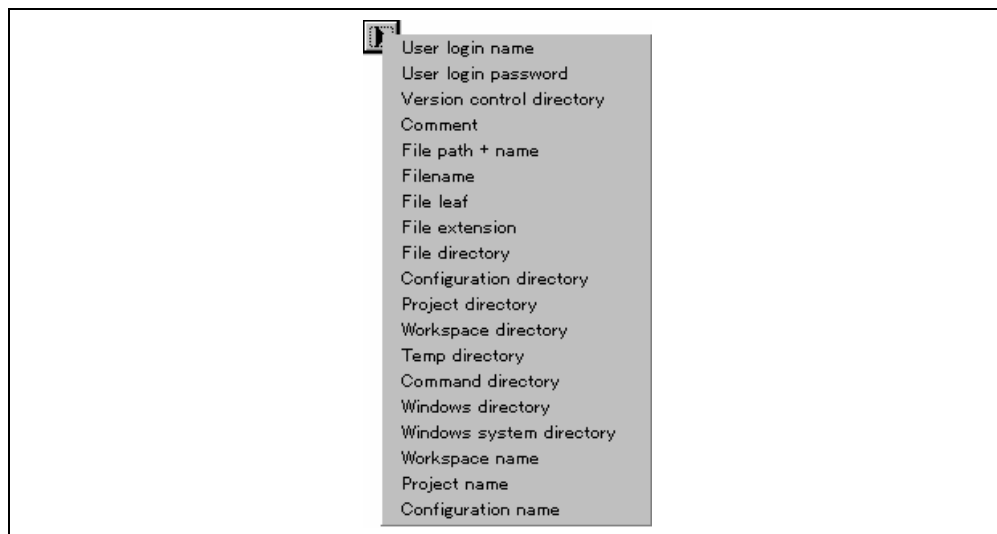 User login name
User login password
Version control directory
Comment
File path + name
Filename
File leaf
File extension
File directory
Configuration directory
Project directory
Workspace directory
Temp directory
Command directory
Windows directory
Windows system directory
Workspace name
Project name
Configuration name